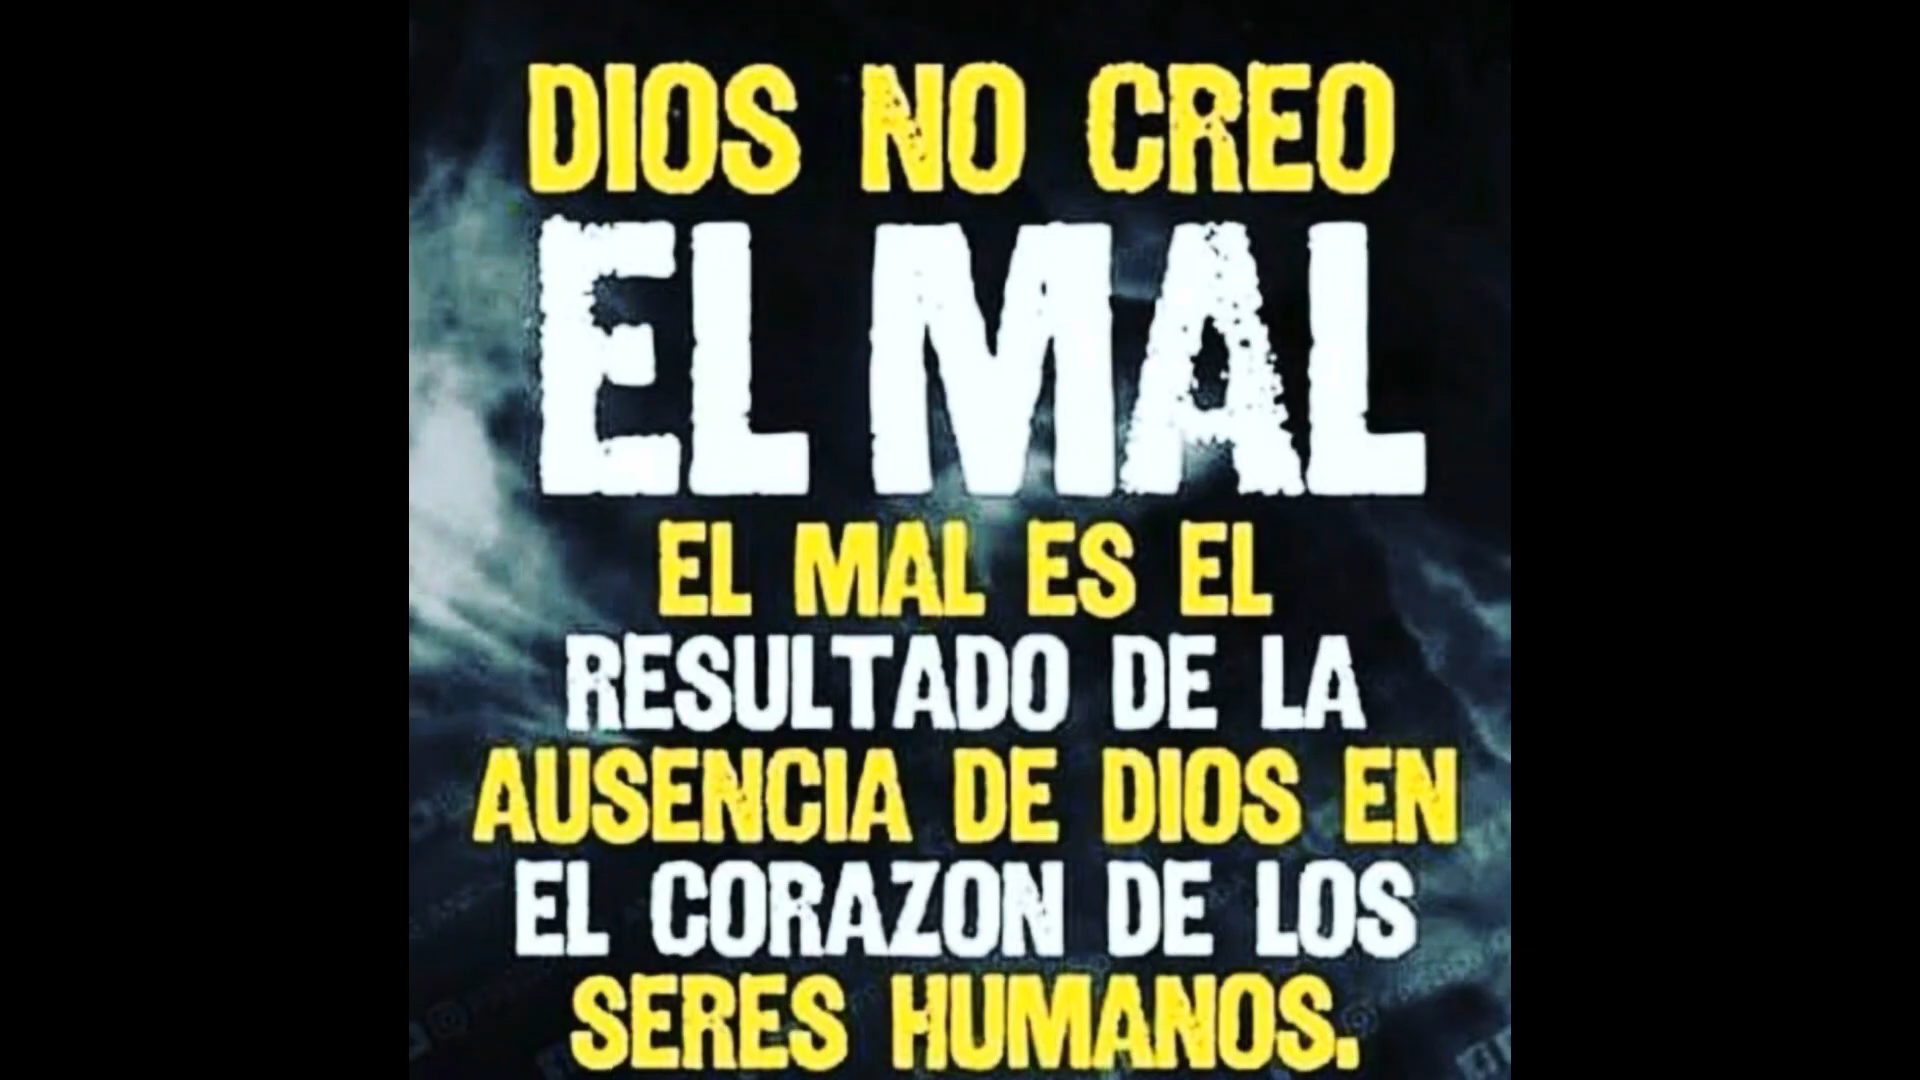 DIOS NO CREO
EL MAL
EL MAL ES EL
RESULTADO DE LA
AUSENCIA DE DIOS EN
EL CORAZON DE LOS
SERES HUMANOS.